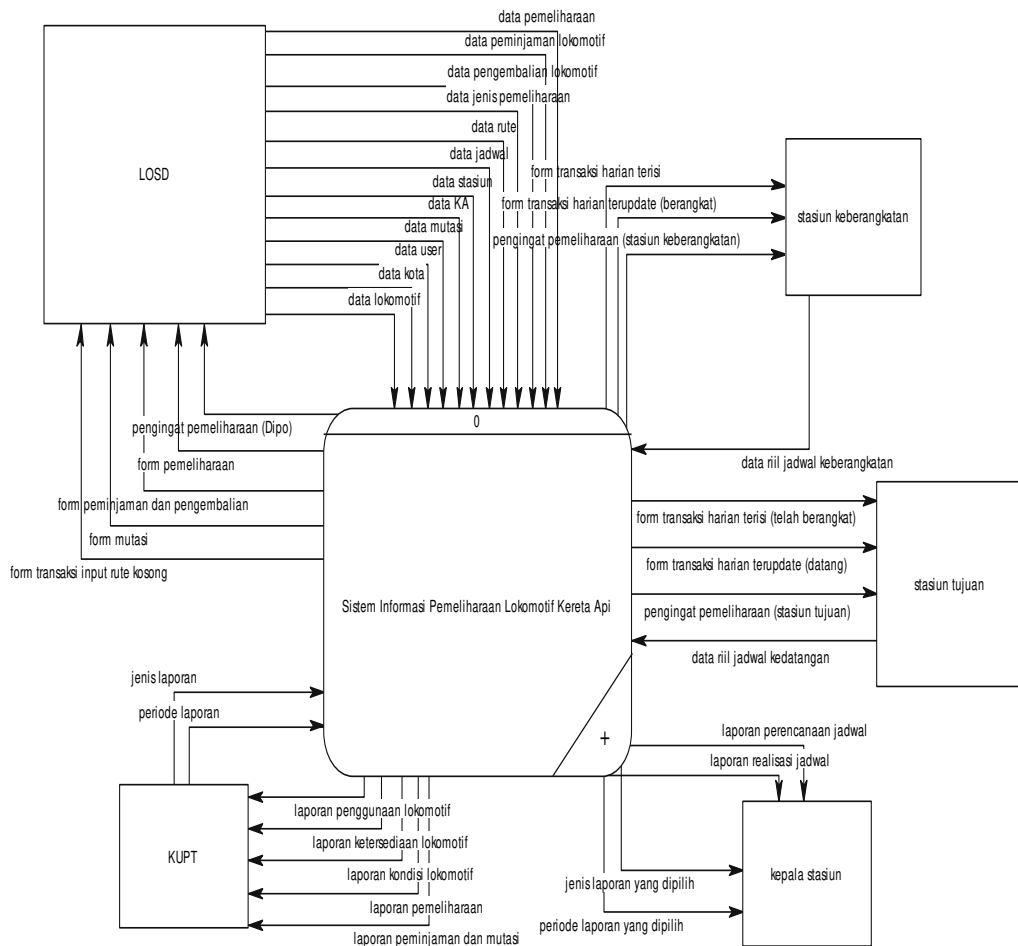 data pemeliharaan
data peminjaman lokomotif
data pengembalian lokomotif
data jenis pemeliharaan
data rute
data jadwal
data stasiun
data KA
data mutasi
data user
data kota
data lokomotif
LOSD
form transaksi harian terisi
form transaksi harian terupdate (berangkat)
pengingat pemeliharaan (stasiun keberangkatan)
stasiun keberangkatan
0
pengingat pemeliharaan (Dipo)
form pemeliharaan
form peminjaman dan pengembalian
form mutasi
form transaksi input rute kosong
data riil jadwal keberangkatan
form transaksi harian terisi (telah berangkat)
form transaksi harian terupdate (datang)
pengingat pemeliharaan (stasiun tujuan)
data riil jadwal kedatangan
stasiun tujuan
Sistem Informasi Pemeliharaan Lokomotif Kereta Api
+
jenis laporan
periode laporan
KUPT
laporan penggunaan lokomotif
laporan ketersediaan lokomotif
laporan kondisi lokomotif
laporan pemeliharaan
laporan peminjaman dan mutasi
laporan perencanaan jadwal
laporan realisasi jadwal
jenis laporan yang dipilih
periode laporan yang dipilih
kepala stasiun